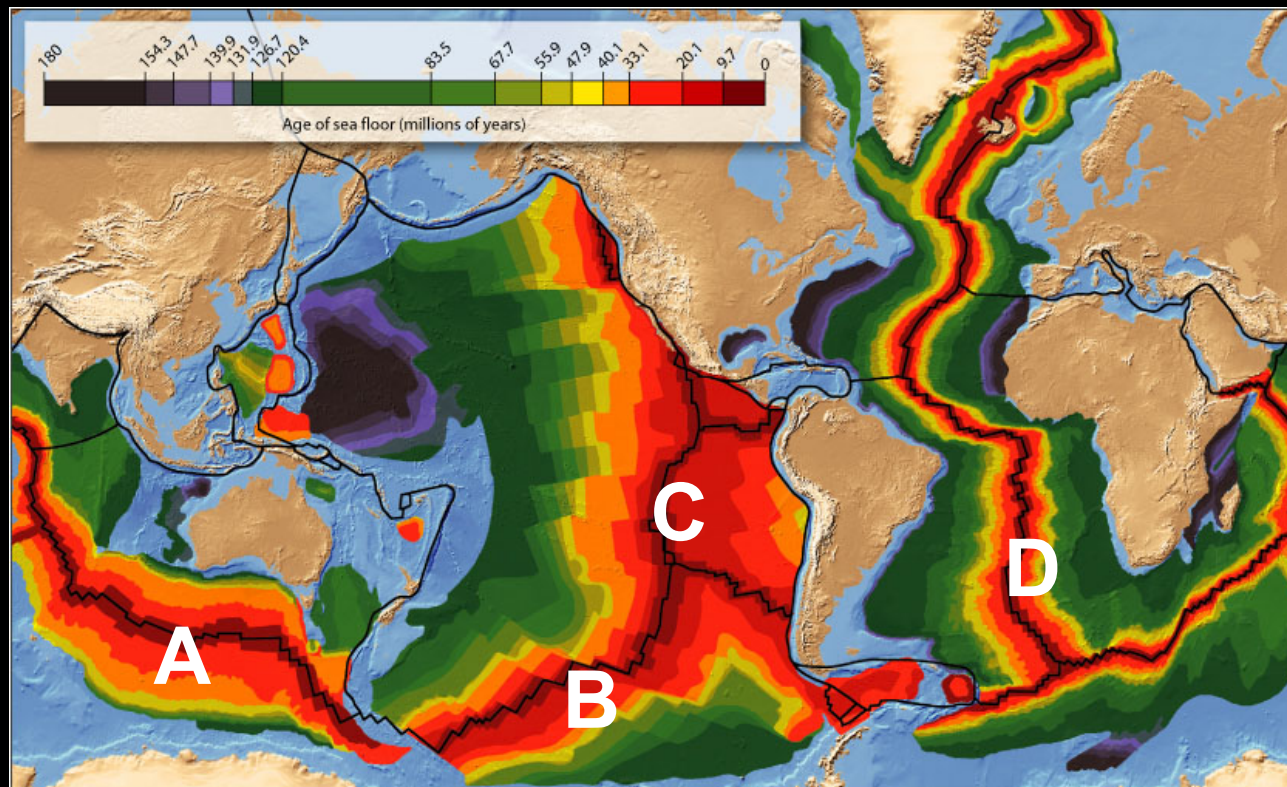 180 154.3 147.7 139.9 131.9 126.7 120.4 83.5 67.7 55.9 47.9 40.1 33.1 20.1 9.7 0
Age of sea floor (millions of years)
C
D
A
B